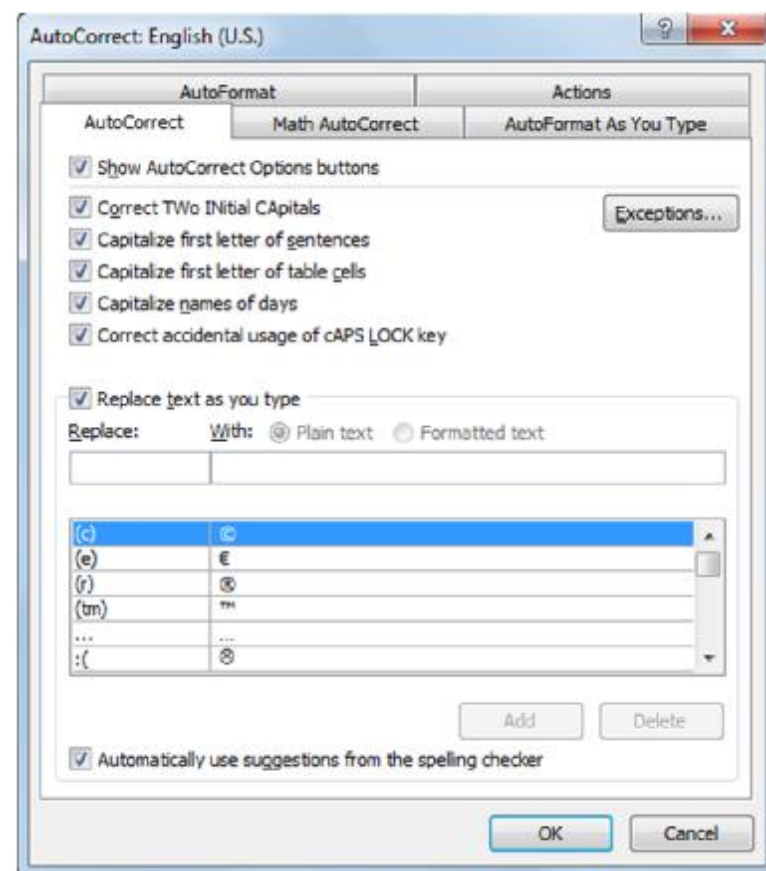 AutoCorrect: English (U.S.)
AutoFormat Actions
AutoCorrect Math AutoCorrect AutoFormat As You Type
Show AutoCorrect Options buttons
Correct TWo INitial CApitals Exceptions...
Capitalize first letter of sentences
Capitalize first letter of table cells
Capitalize names of days
Correct accidental usage of cAPS LOCK key
Replace text as you type
Replace: With: Plain text Formatted text
(c) ©
(e) €
(r) ®
(tm) ™
... ...
:( ☹
Add Delete
Automatically use suggestions from the spelling checker
OK Cancel